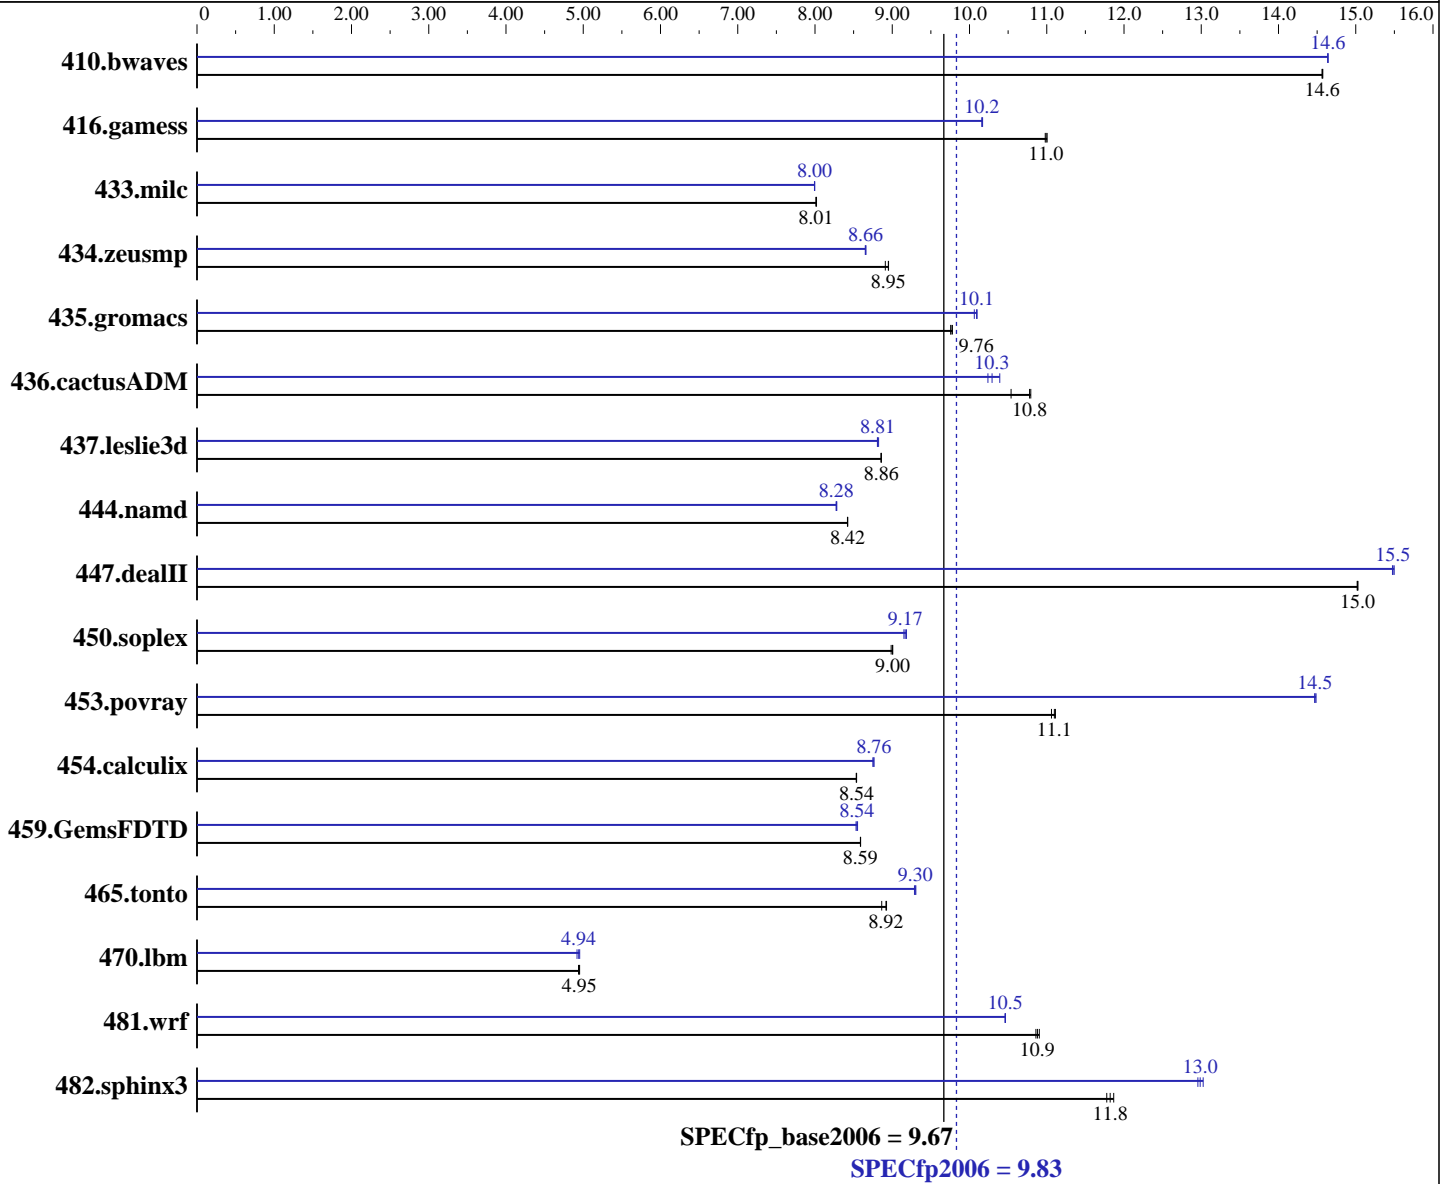 0 1.00 2.00 3.00 4.00 5.00 6.00 7.00 8.00 9.00 10.0 11.0 12.0 13.0 14.0 15.0 16.0
14.6
410.bwaves
14.6
10.2
416.gamess
11.0
8.00
433.milc
8.01
8.66
434.zeusmp
8.95
10.1
435.gromacs
9.76
10.3
436.cactusADM
10.8
8.81
437.leslie3d
8.86
8.28
444.namd
8.42
15.5
447.dealII
15.0
9.17
450.soplex
9.00
14.5
453.povray
11.1
8.76
454.calculix
8.54
8.54
459.GemsFDTD
8.59
9.30
465.tonto
8.92
4.94
470.lbm
4.95
10.5
481.wrf
10.9
13.0
482.sphinx3
11.8
SPECfp_base2006 = 9.67
SPECfp2006 = 9.83